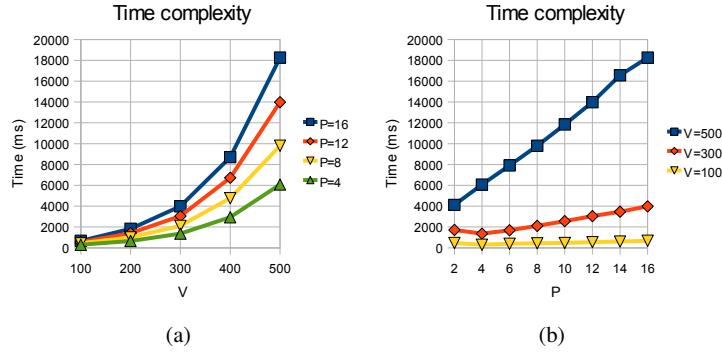 Time complexity
20000
18000
16000
14000
12000
10000
8000
6000
4000
2000
0
Time (ms)
100 200 300 400 500
V
P=16
P=12
P=8
P=4
(a)
Time complexity
20000
18000
16000
14000
12000
10000
8000
6000
4000
2000
0
Time (ms)
2 4 6 8 10 12 14 16
P
V=500
V=300
V=100
(b)